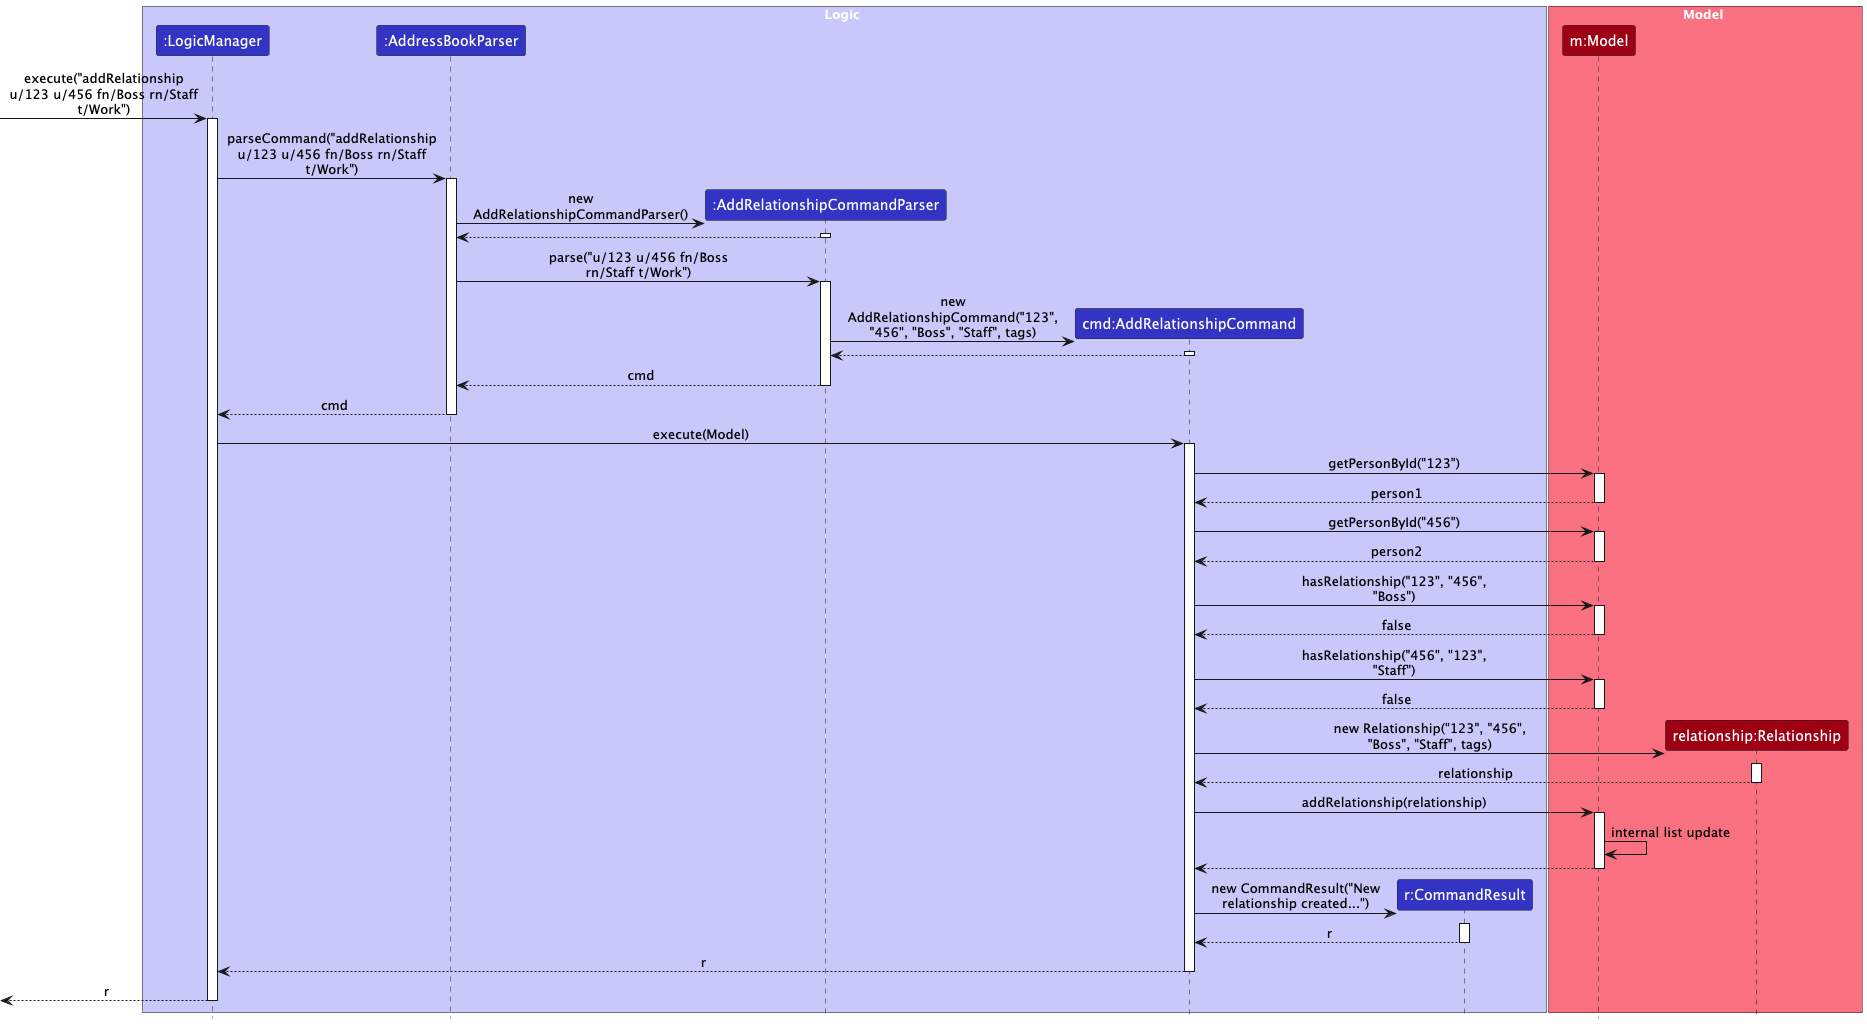 Logic
Model
:LogicManager
:AddressBookParser
m:Model
execute("addRelationship
u/123 u/456 fn/Boss rn/Staff
t/Work")
parseCommand("addRelationship
u/123 u/456 fn/Boss rn/Staff
t/Work")
new
AddRelationshipCommandParser()
:AddRelationshipCommandParser
parse("u/123 u/456 fn/Boss
rn/Staff t/Work")
new
AddRelationshipCommand("123",
"456", "Boss", "Staff", tags)
cmd:AddRelationshipCommand
cmd
cmd
execute(Model)
getPersonById("123")
person1
getPersonById("456")
person2
hasRelationship("123", "456",
"Boss")
false
hasRelationship("456", "123",
"Staff")
false
new Relationship("123", "456",
"Boss", "Staff", tags)
relationship:Relationship
relationship
addRelationship(relationship)
internal list update
new CommandResult("New
relationship created...")
r:CommandResult
r
r
r